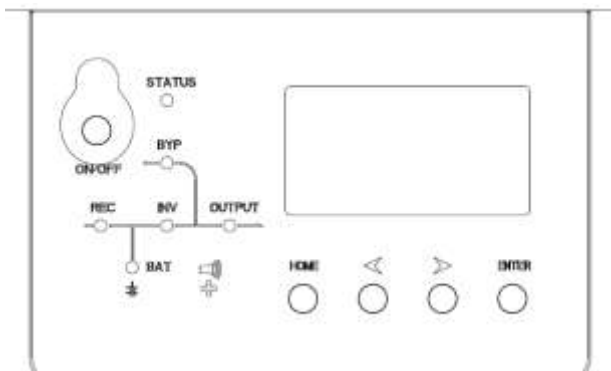 STATUS
BYP
ON/OFF
REC INV OUTPUT
BAT
HOME ENTER